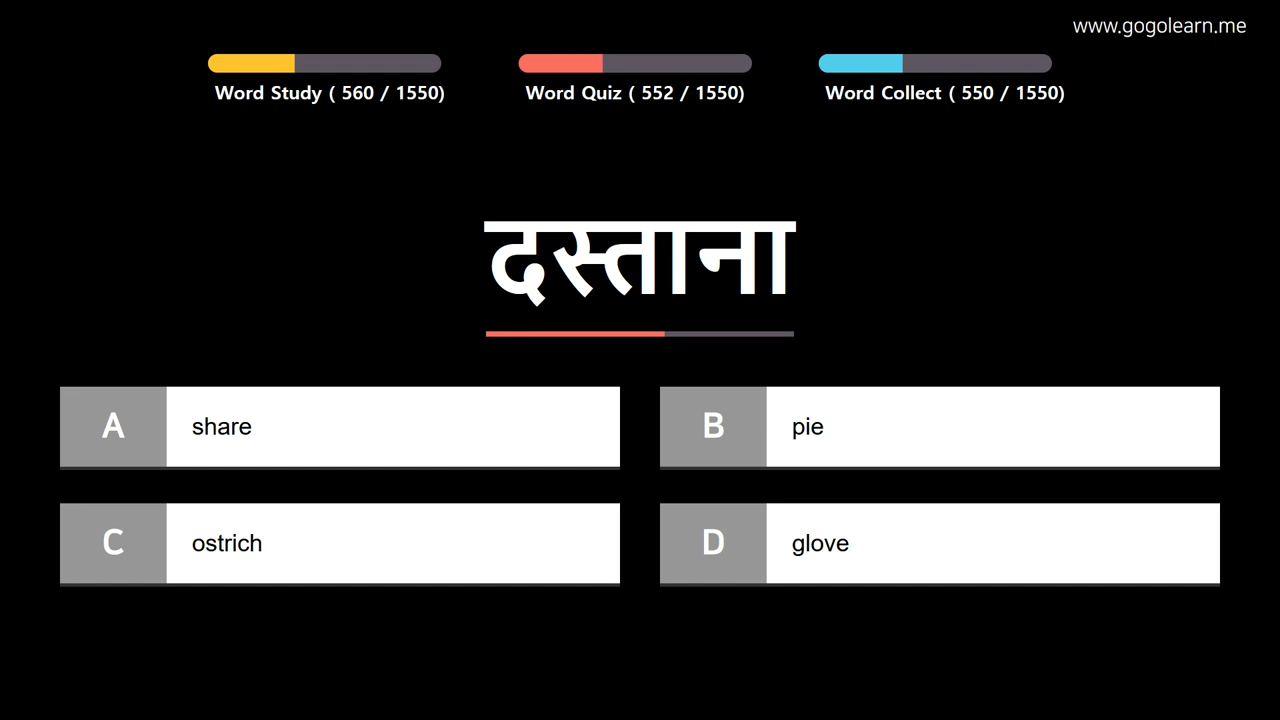 www.gogolearn.me
Word Study ( 560 / 1550)
Word Quiz ( 552 / 1550)
Word Collect ( 550 / 1550)
दस्ताना
A share
B pie
C ostrich
D glove